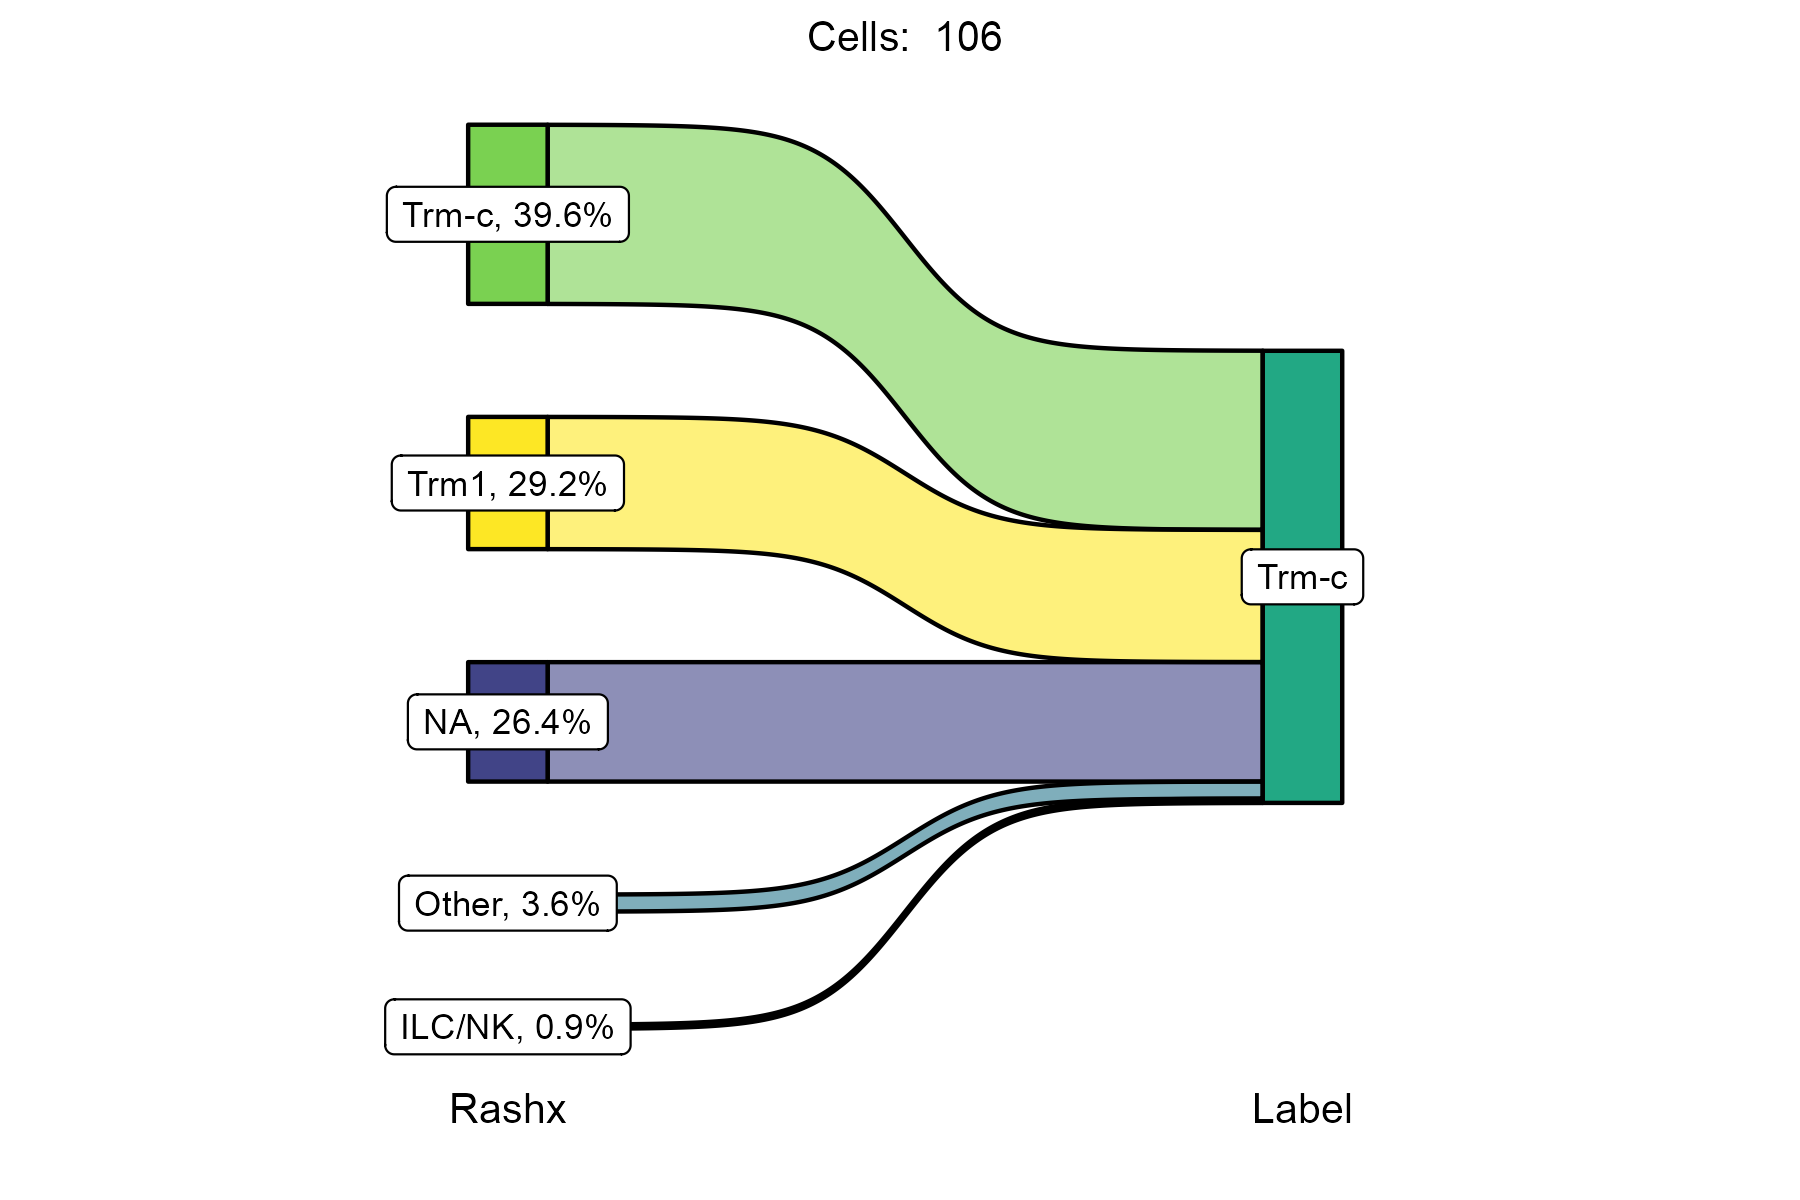 Cells:  106
Trm-c, 39.6%
Trm1, 29.2%
Trm-c
NA, 26.4%
Other, 3.6%
ILC/NK, 0.9%
Rashx
Label